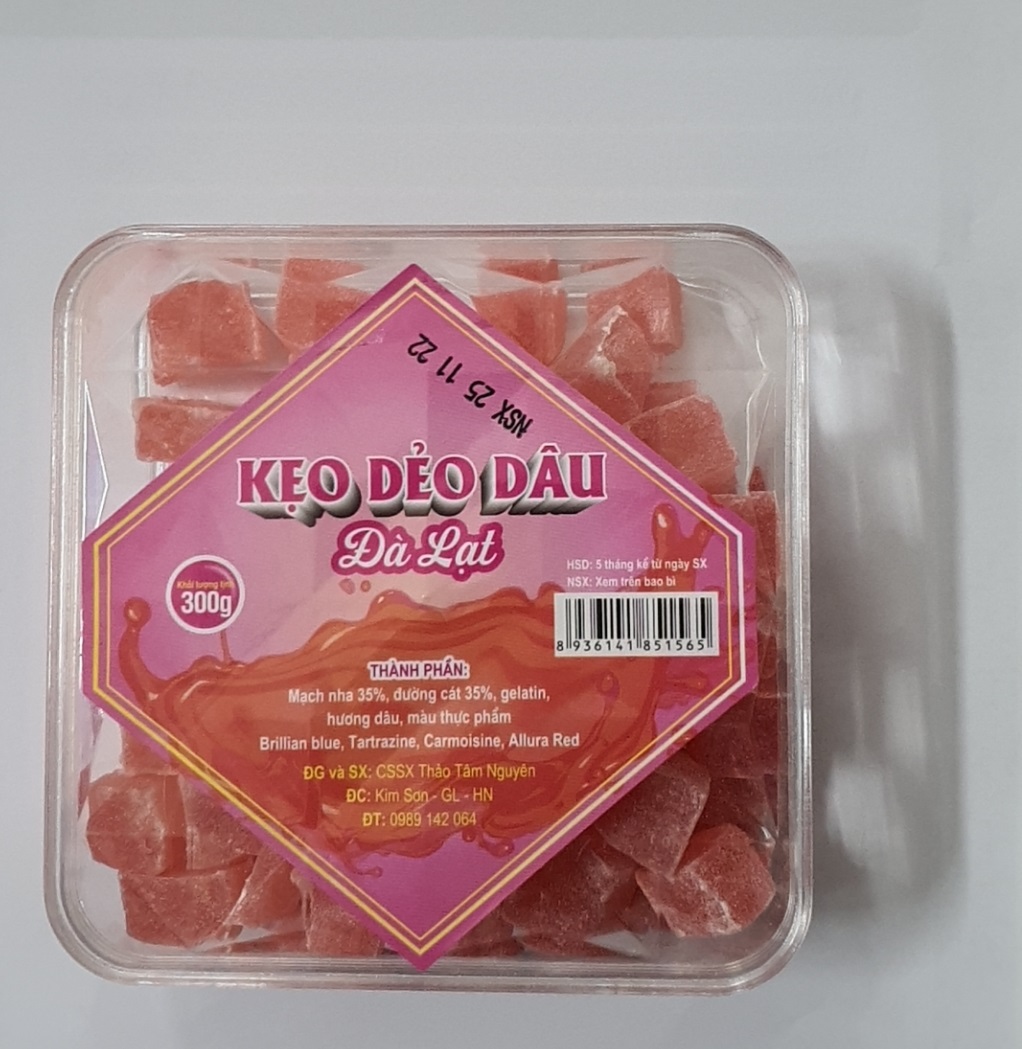 NSX 25 11 22
KẸO DẺO DÂU
Đà Lạt
HSD: 5 tháng kể từ ngày SX
NSX: Xem trên bao bì
Khối lượng tịnh
300g
8 936141 851565
THÀNH PHẦN:
Mạch nha 35%, đường cát 35%, gelatin,
hương dâu, màu thực phẩm
Brillian blue, Tartrazine, Carmoisine, Allura Red
ĐG và SX: CSSX Thảo Tâm Nguyên
ĐC: Kim Sơn - GL - HN
ĐT: 0989 142 064